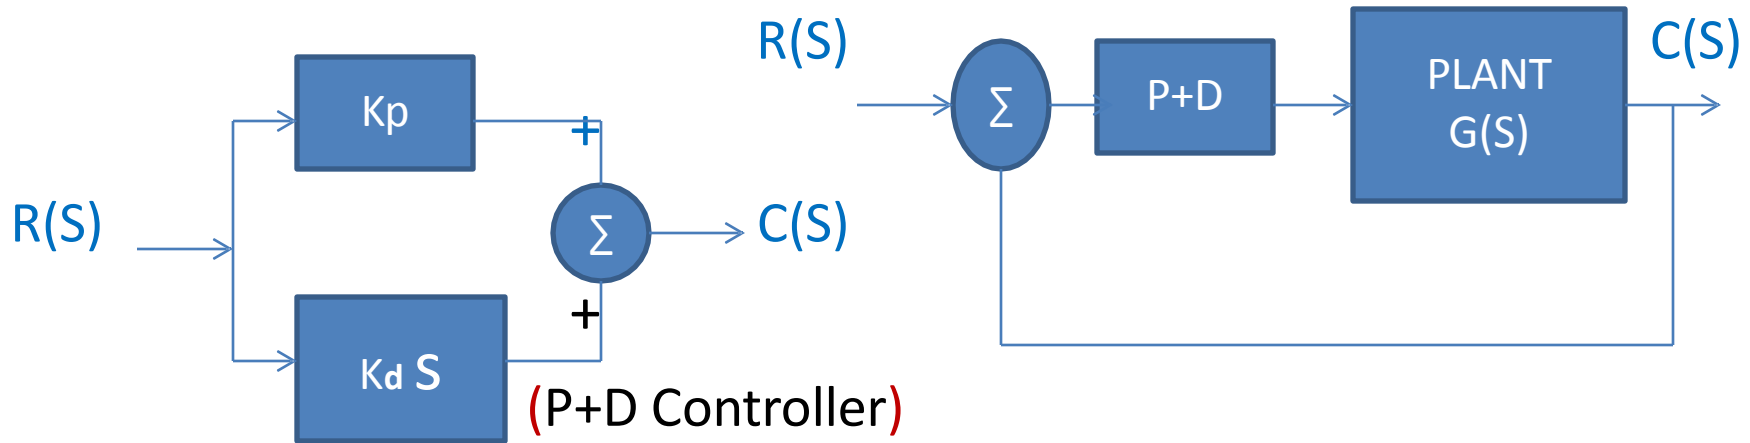 Kp
+
R(S)
Σ
C(S)
+
Kd S
(P+D Controller)
R(S)
Σ
P+D
PLANT
G(S)
C(S)